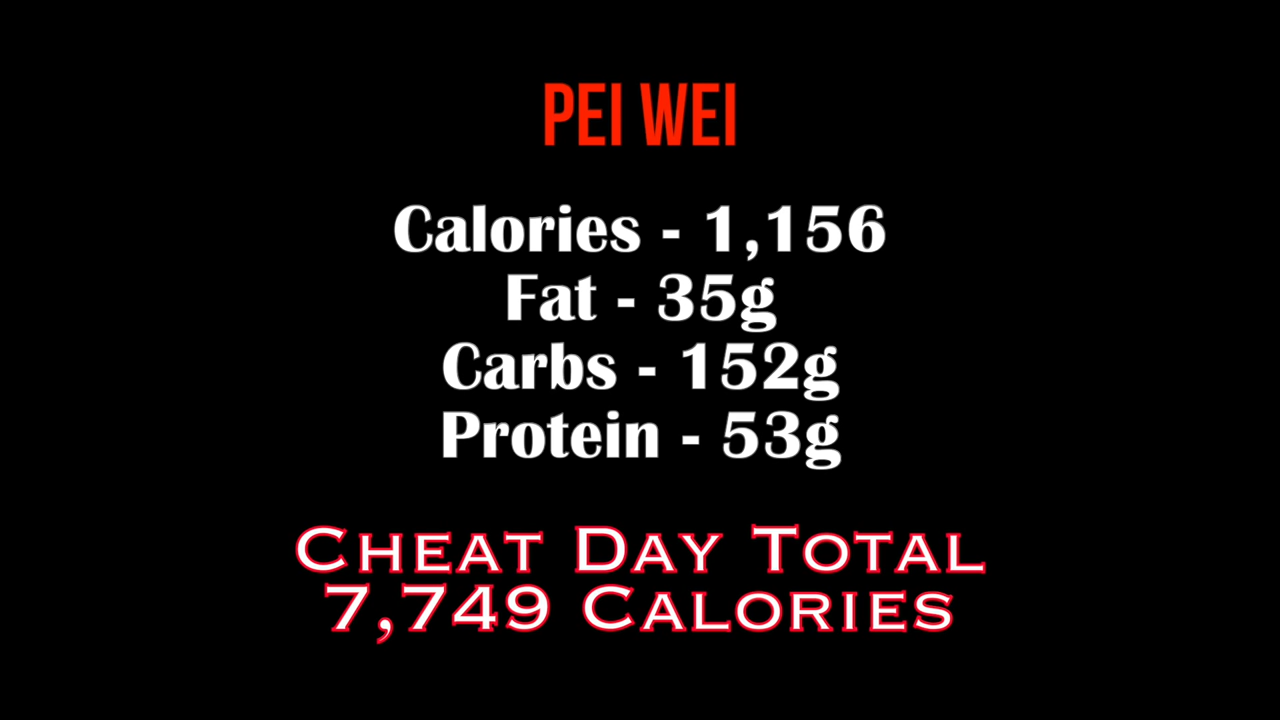 PEI WEI
Calories - 1,156
Fat - 35g
Carbs - 152g
Protein - 53g
Cheat Day Total
7,749 Calories